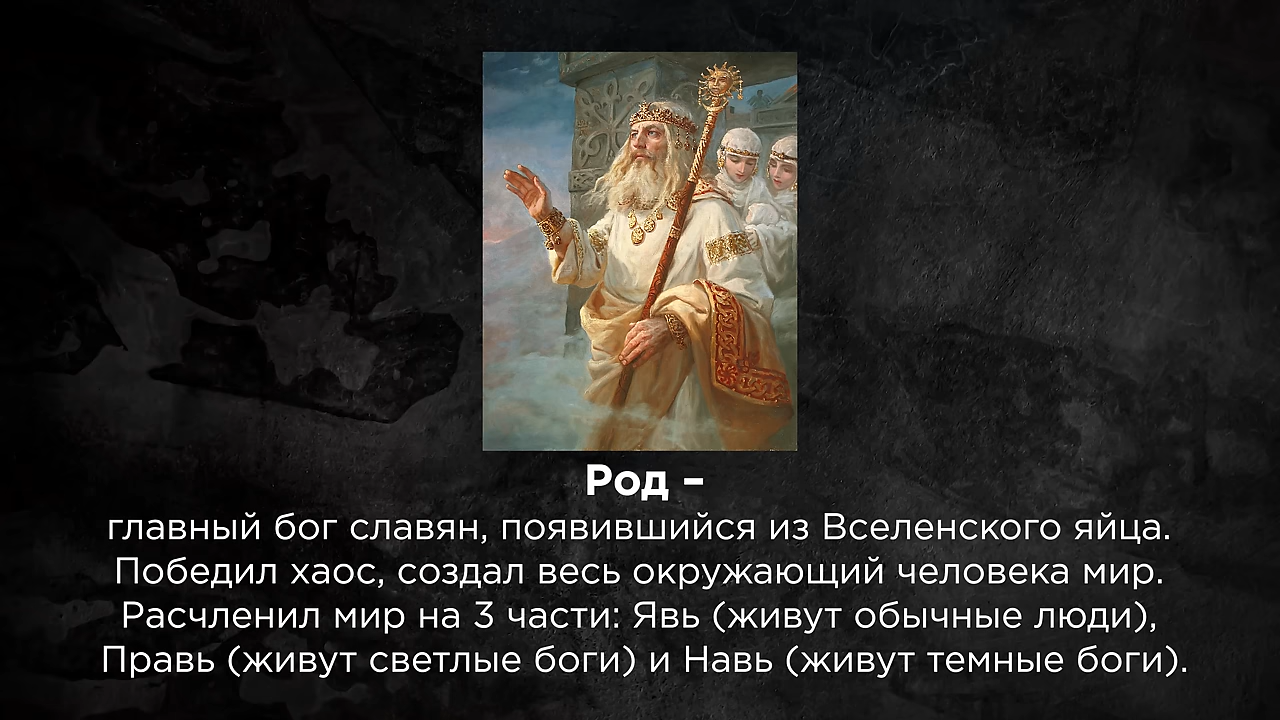 Род –
главный бог славян, появившийся из Вселенского яйца.
Победил хаос, создал весь окружающий человека мир.
Расчленил мир на 3 части: Явь (живут обычные люди),
Правь (живут светлые боги) и Навь (живут темные боги).